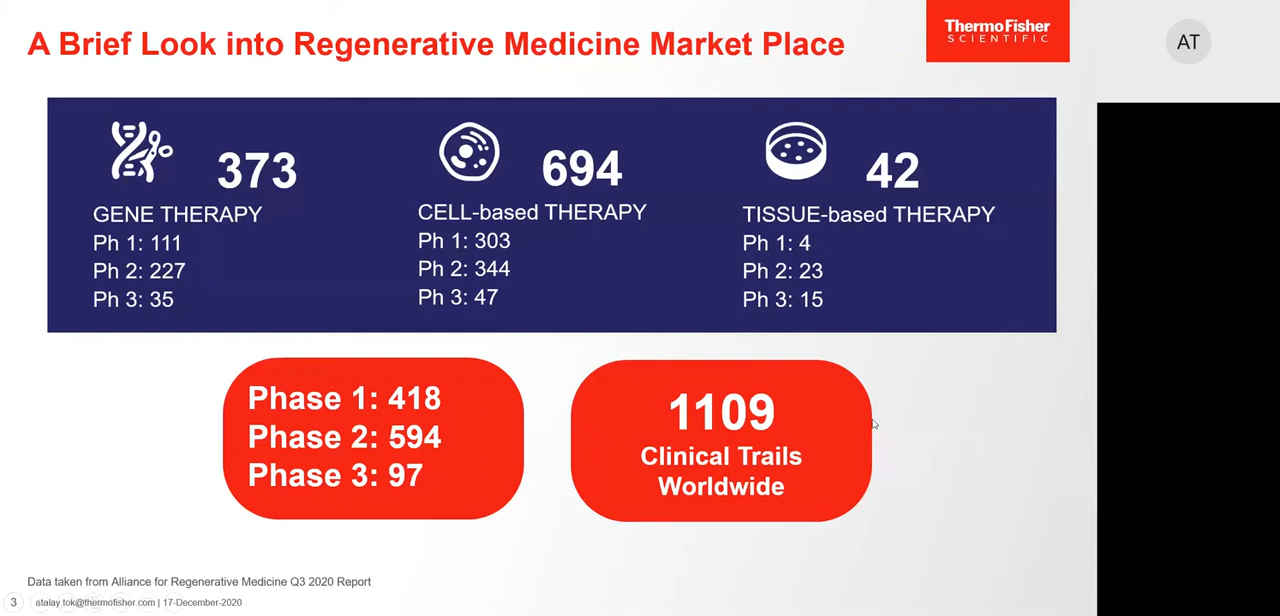 A Brief Look into Regenerative Medicine Market Place
ThermoFisher
SCIENTIFIC
AT
373
GENE THERAPY
Ph 1: 111
Ph 2: 227
Ph 3: 35
694
CELL-based THERAPY
Ph 1: 303
Ph 2: 344
Ph 3: 47
42
TISSUE-based THERAPY
Ph 1: 4
Ph 2: 23
Ph 3: 15
Phase 1: 418
Phase 2: 594
Phase 3: 97
1109
Clinical Trails
Worldwide
Data taken from Alliance for Regenerative Medicine Q3 2020 Report
3
atalay.tok@thermofisher.com | 17-December-2020